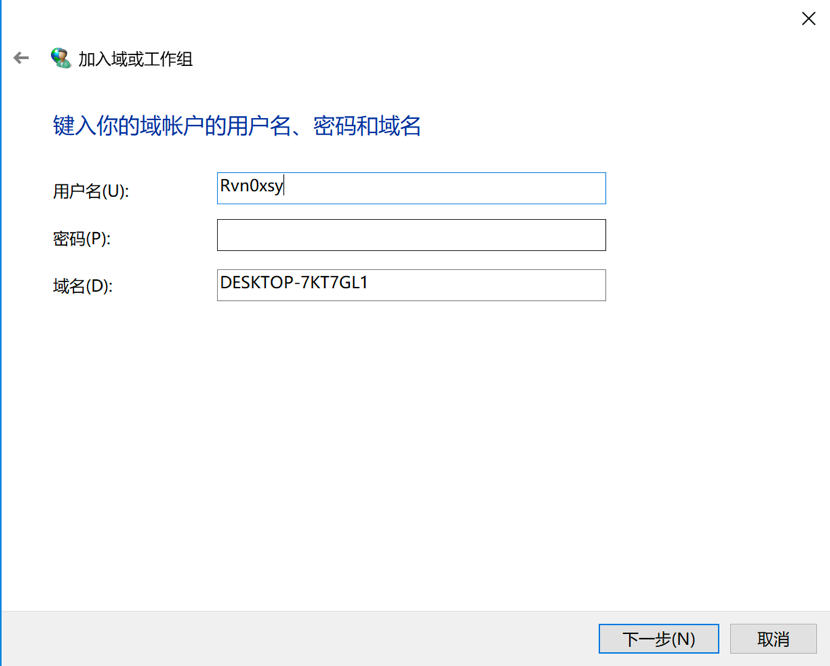 加入域或工作组
键入你的域帐户的用户名、密码和域名
用户名(U): Rvn0xsy
密码(P):
域名(D): DESKTOP-7KT7GL1
下一步(N) 取消